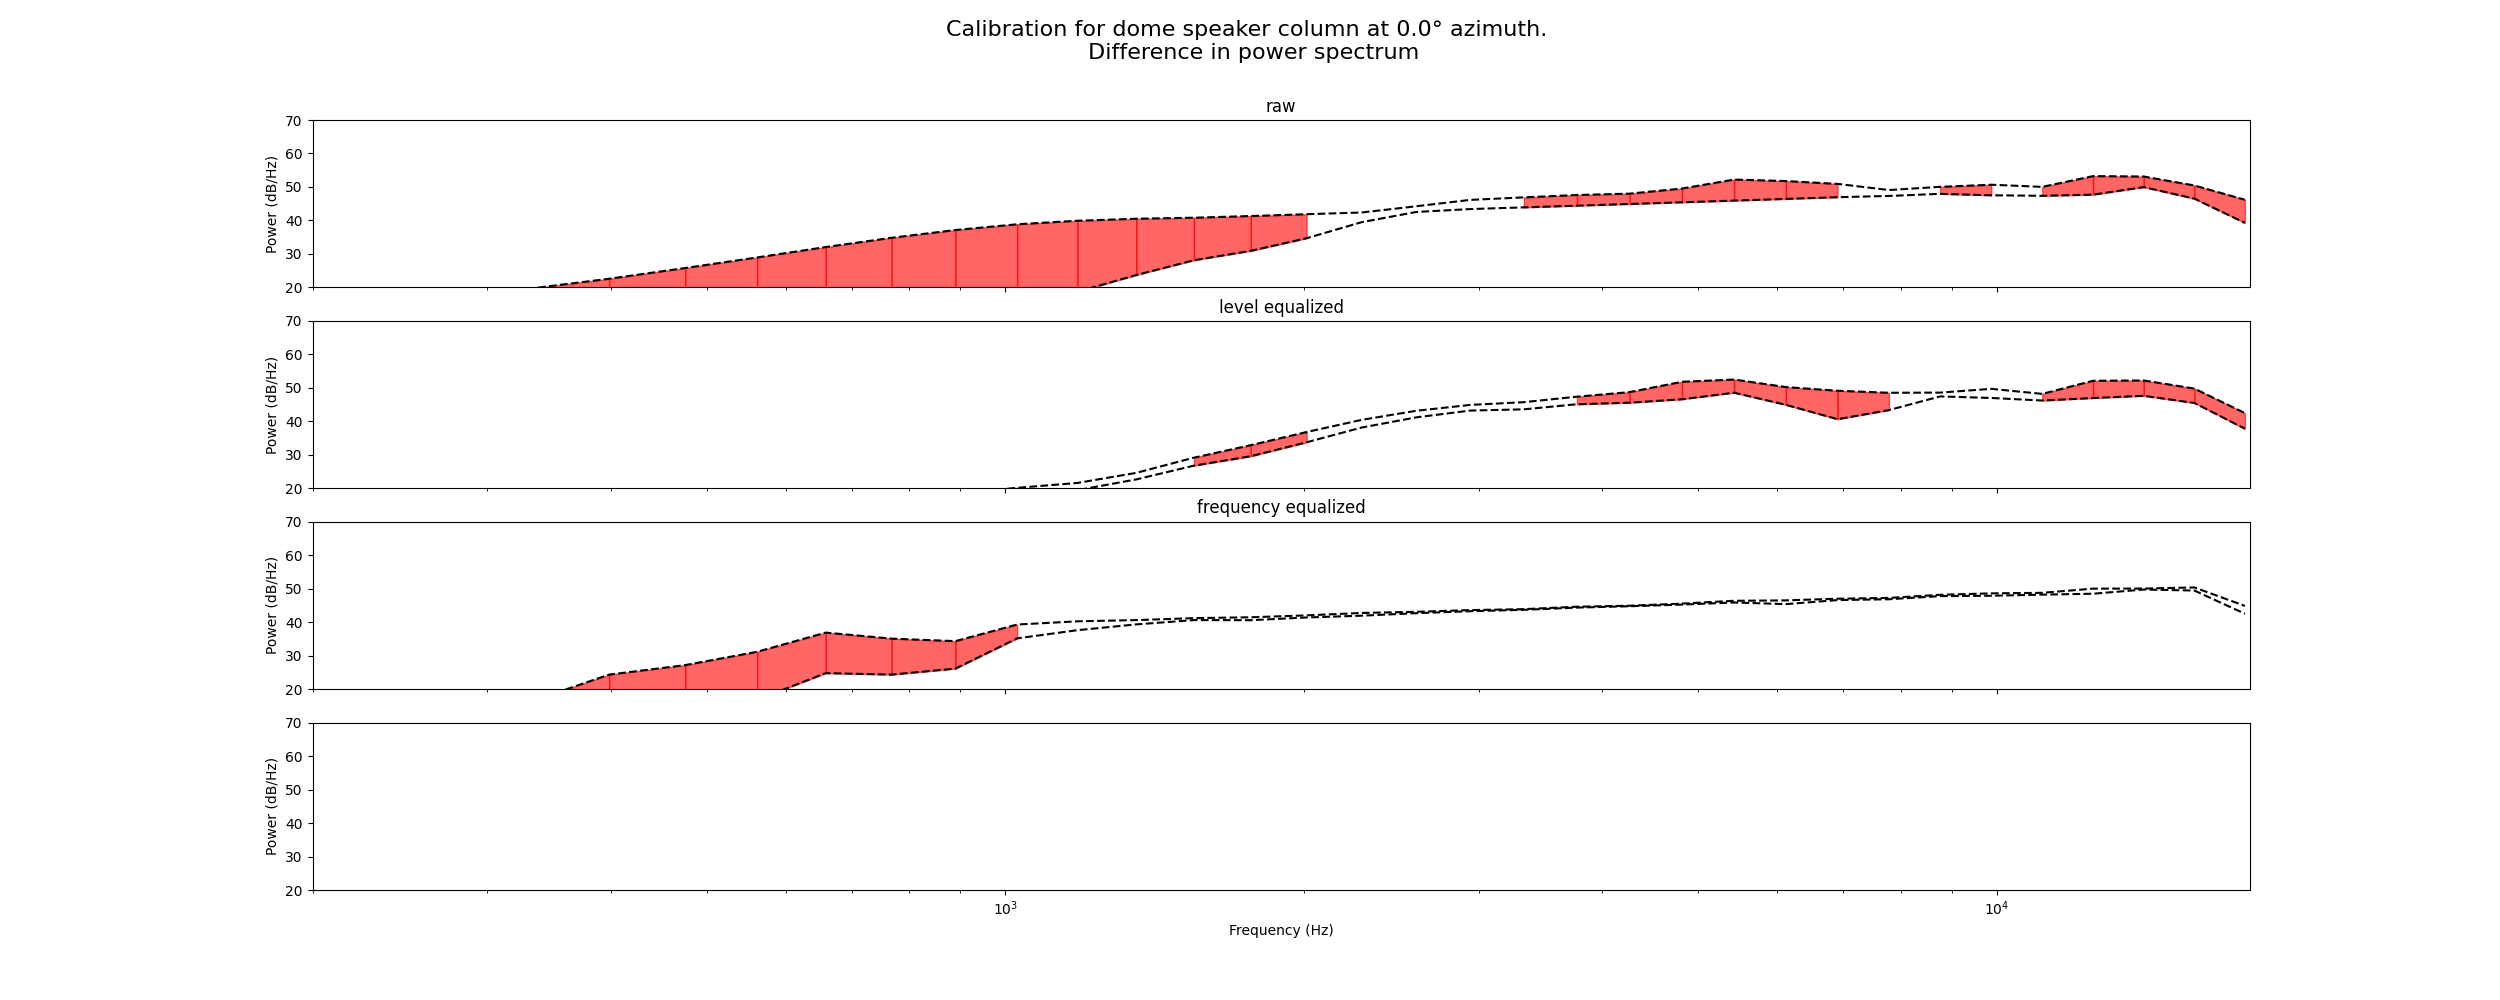 Calibration for dome speaker column at 0.0° azimuth.
Difference in power spectrum
raw
70
60
50
40
30
20
Power (dB/Hz)
level equalized
70
60
50
40
30
20
Power (dB/Hz)
frequency equalized
70
60
50
40
30
20
Power (dB/Hz)
70
60
50
40
30
20
Power (dB/Hz)
10³ 10⁴
Frequency (Hz)